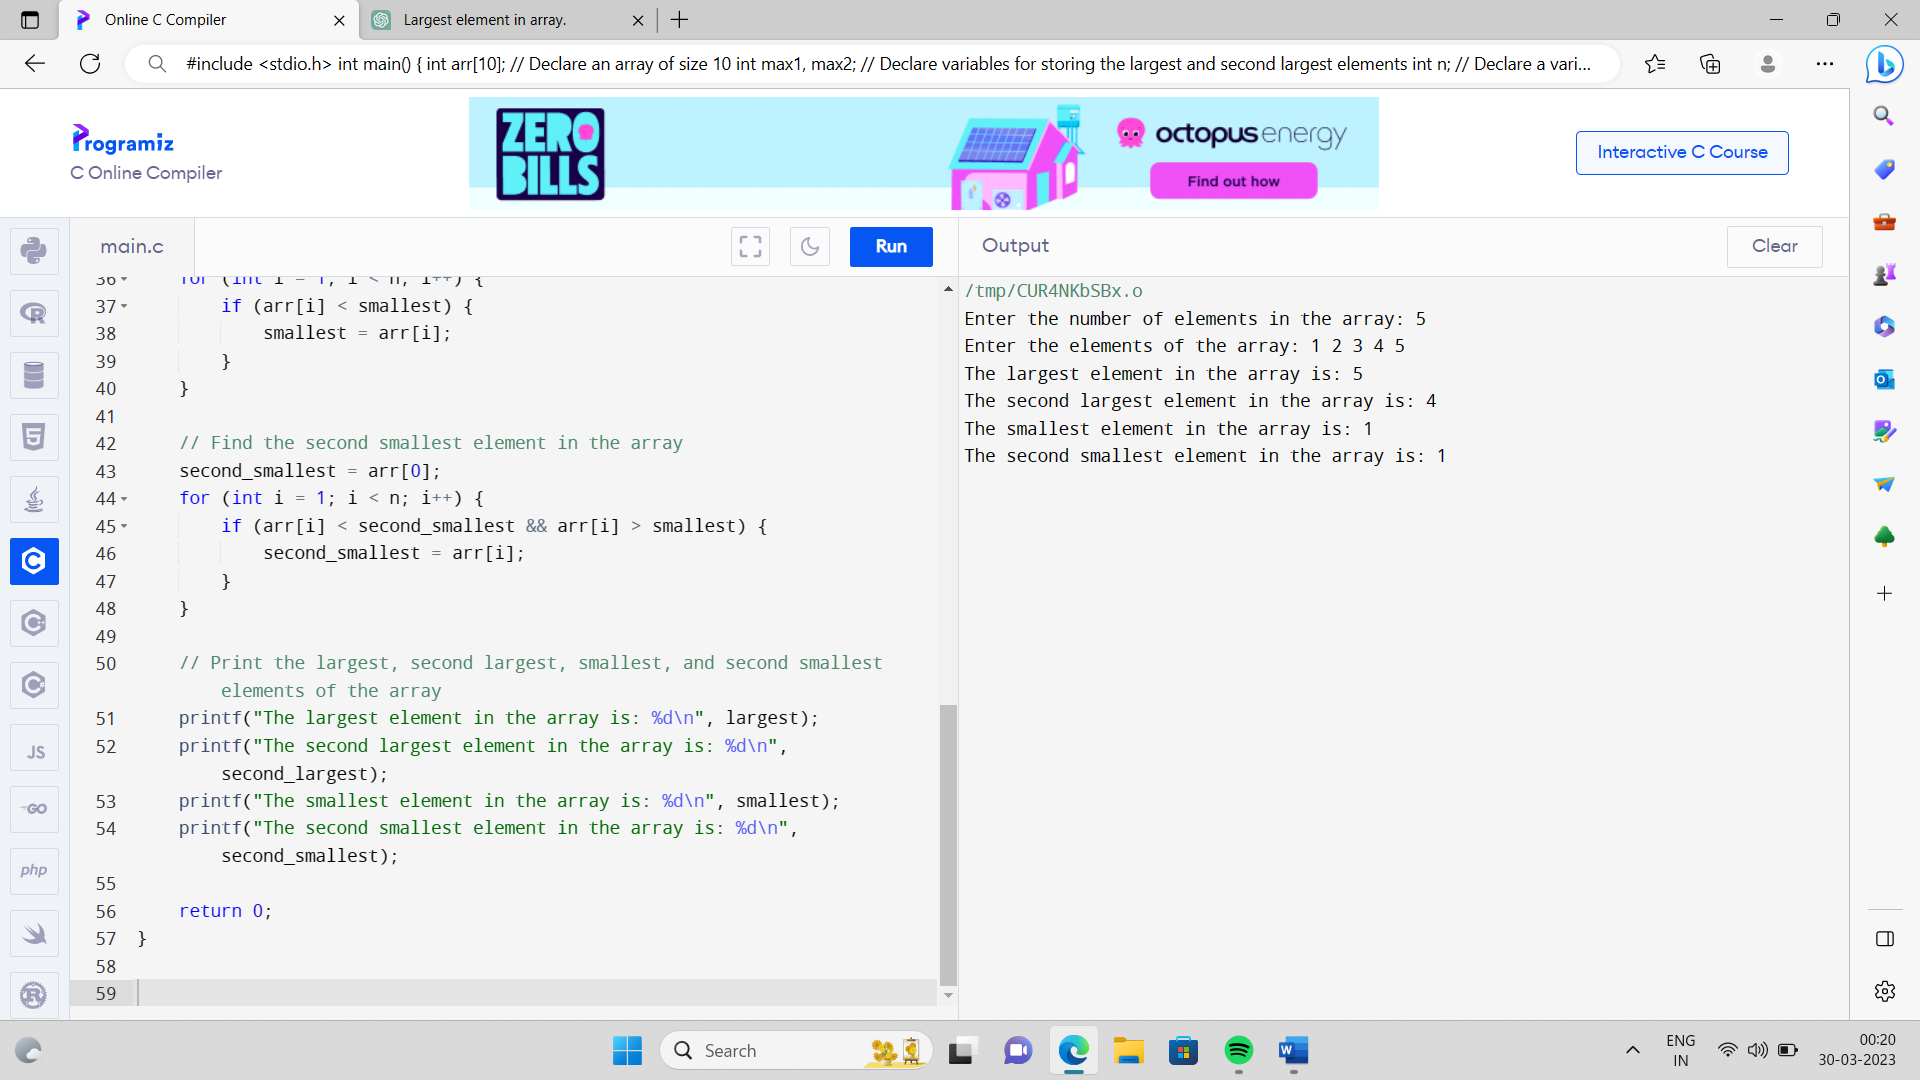 Online C Compiler
Largest element in array.
#include <stdio.h> int main() { int arr[10]; // Declare an array of size 10 int max1, max2; // Declare variables for storing the largest and second largest elements int n; // Declare a vari...
Programiz
C Online Compiler
ZERO
BILLS
octopus energy
Find out how
Interactive C Course
main.c
Run
Output
Clear
36 for (int i = 1; i < n; i++) {
37 if (arr[i] < smallest) {
38 smallest = arr[i];
39 }
40 }
41
42 // Find the second smallest element in the array
43 second_smallest = arr[0];
44 for (int i = 1; i < n; i++) {
45 if (arr[i] < second_smallest && arr[i] > smallest) {
46 second_smallest = arr[i];
47 }
48 }
49
50 // Print the largest, second largest, smallest, and second smallest
elements of the array
51 printf("The largest element in the array is: %d\n", largest);
52 printf("The second largest element in the array is: %d\n",
second_largest);
53 printf("The smallest element in the array is: %d\n", smallest);
54 printf("The second smallest element in the array is: %d\n",
second_smallest);
55
56 return 0;
57 }
58
59
/tmp/CUR4NKbSBx.o
Enter the number of elements in the array: 5
Enter the elements of the array: 1 2 3 4 5
The largest element in the array is: 5
The second largest element in the array is: 4
The smallest element in the array is: 1
The second smallest element in the array is: 1
JS
GO
php
Search
ENG
IN
00:20
30-03-2023